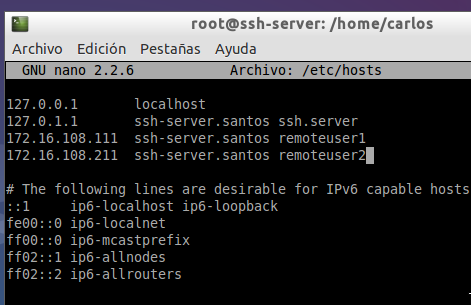 root@ssh-server: /home/carlos
Archivo Edición Pestañas Ayuda
GNU nano 2.2.6 Archivo: /etc/hosts
127.0.0.1 localhost
127.0.1.1 ssh-server.santos ssh.server
172.16.108.111 ssh-server.santos remoteuser1
172.16.108.211 ssh-server.santos remoteuser2
# The following lines are desirable for IPv6 capable hosts
::1 ip6-localhost ip6-loopback
fe00::0 ip6-localnet
ff00::0 ip6-mcastprefix
ff02::1 ip6-allnodes
ff02::2 ip6-allrouters